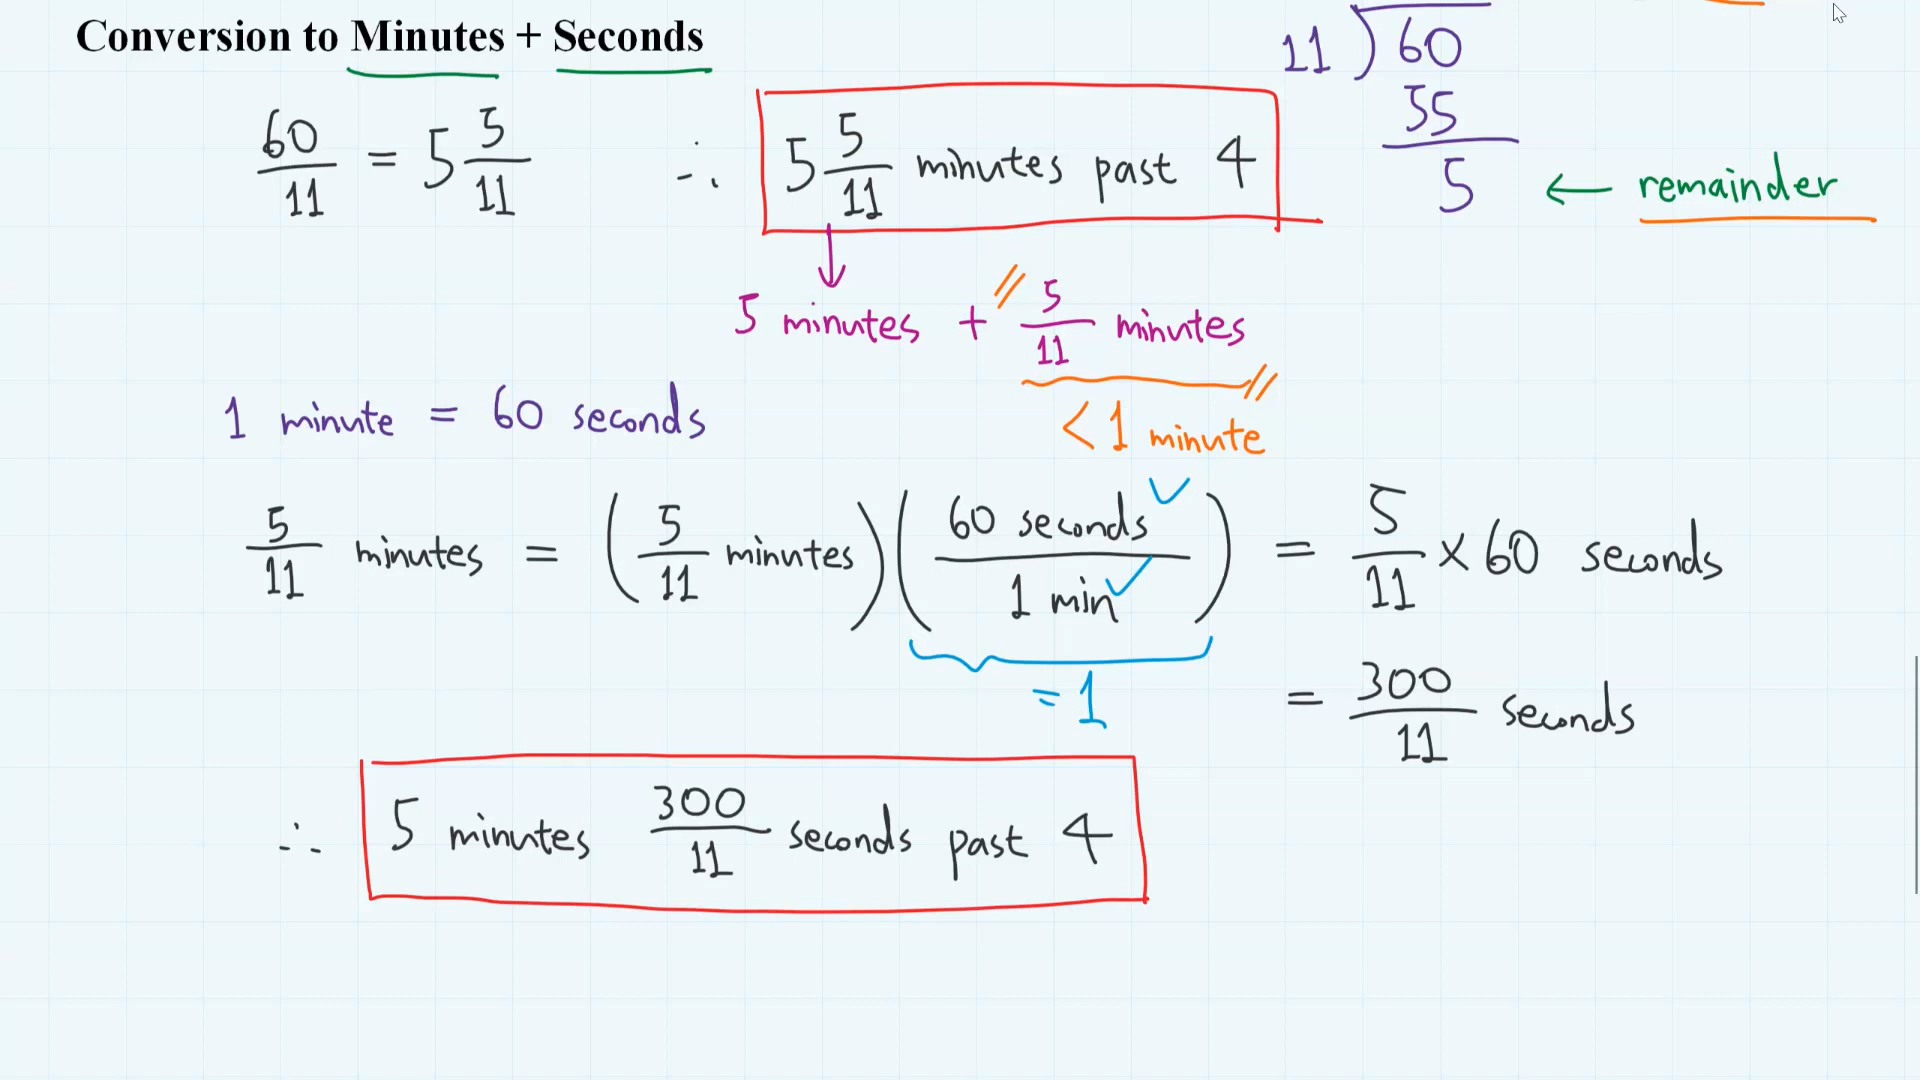 Conversion to Minutes + Seconds
11 ) 60
55
5 ← remainder
60/11 = 5 5/11 ∴ 5 5/11 minutes past 4
5 minutes + 5/11 minutes
< 1 minute
1 minute = 60 seconds
5/11 minutes = (5/11 minutes)(60 seconds/1 min) = 5/11 × 60 seconds
= 1
= 300/11 seconds
∴ 5 minutes 300/11 seconds past 4